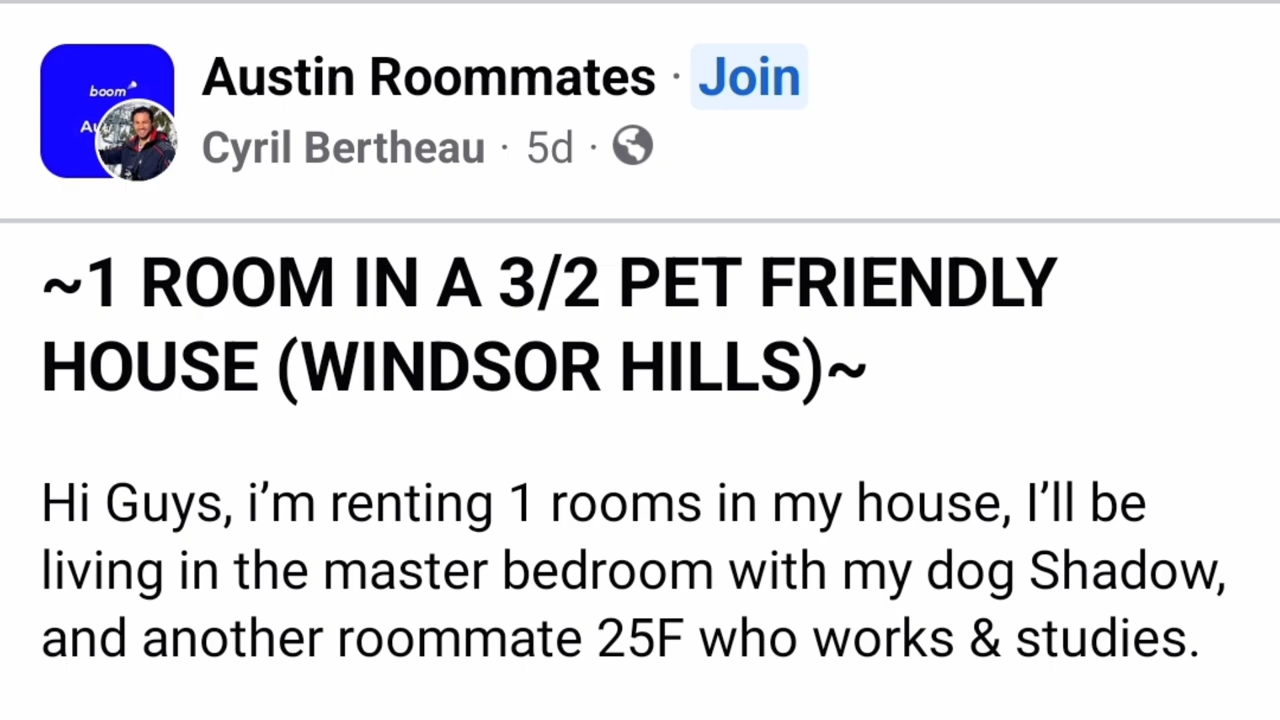 boom
Austin Roommates · Join
Cyril Bertheau · 5d ·
~1 ROOM IN A 3/2 PET FRIENDLY
HOUSE (WINDSOR HILLS)~
Hi Guys, i’m renting 1 rooms in my house, I’ll be
living in the master bedroom with my dog Shadow,
and another roommate 25F who works & studies.